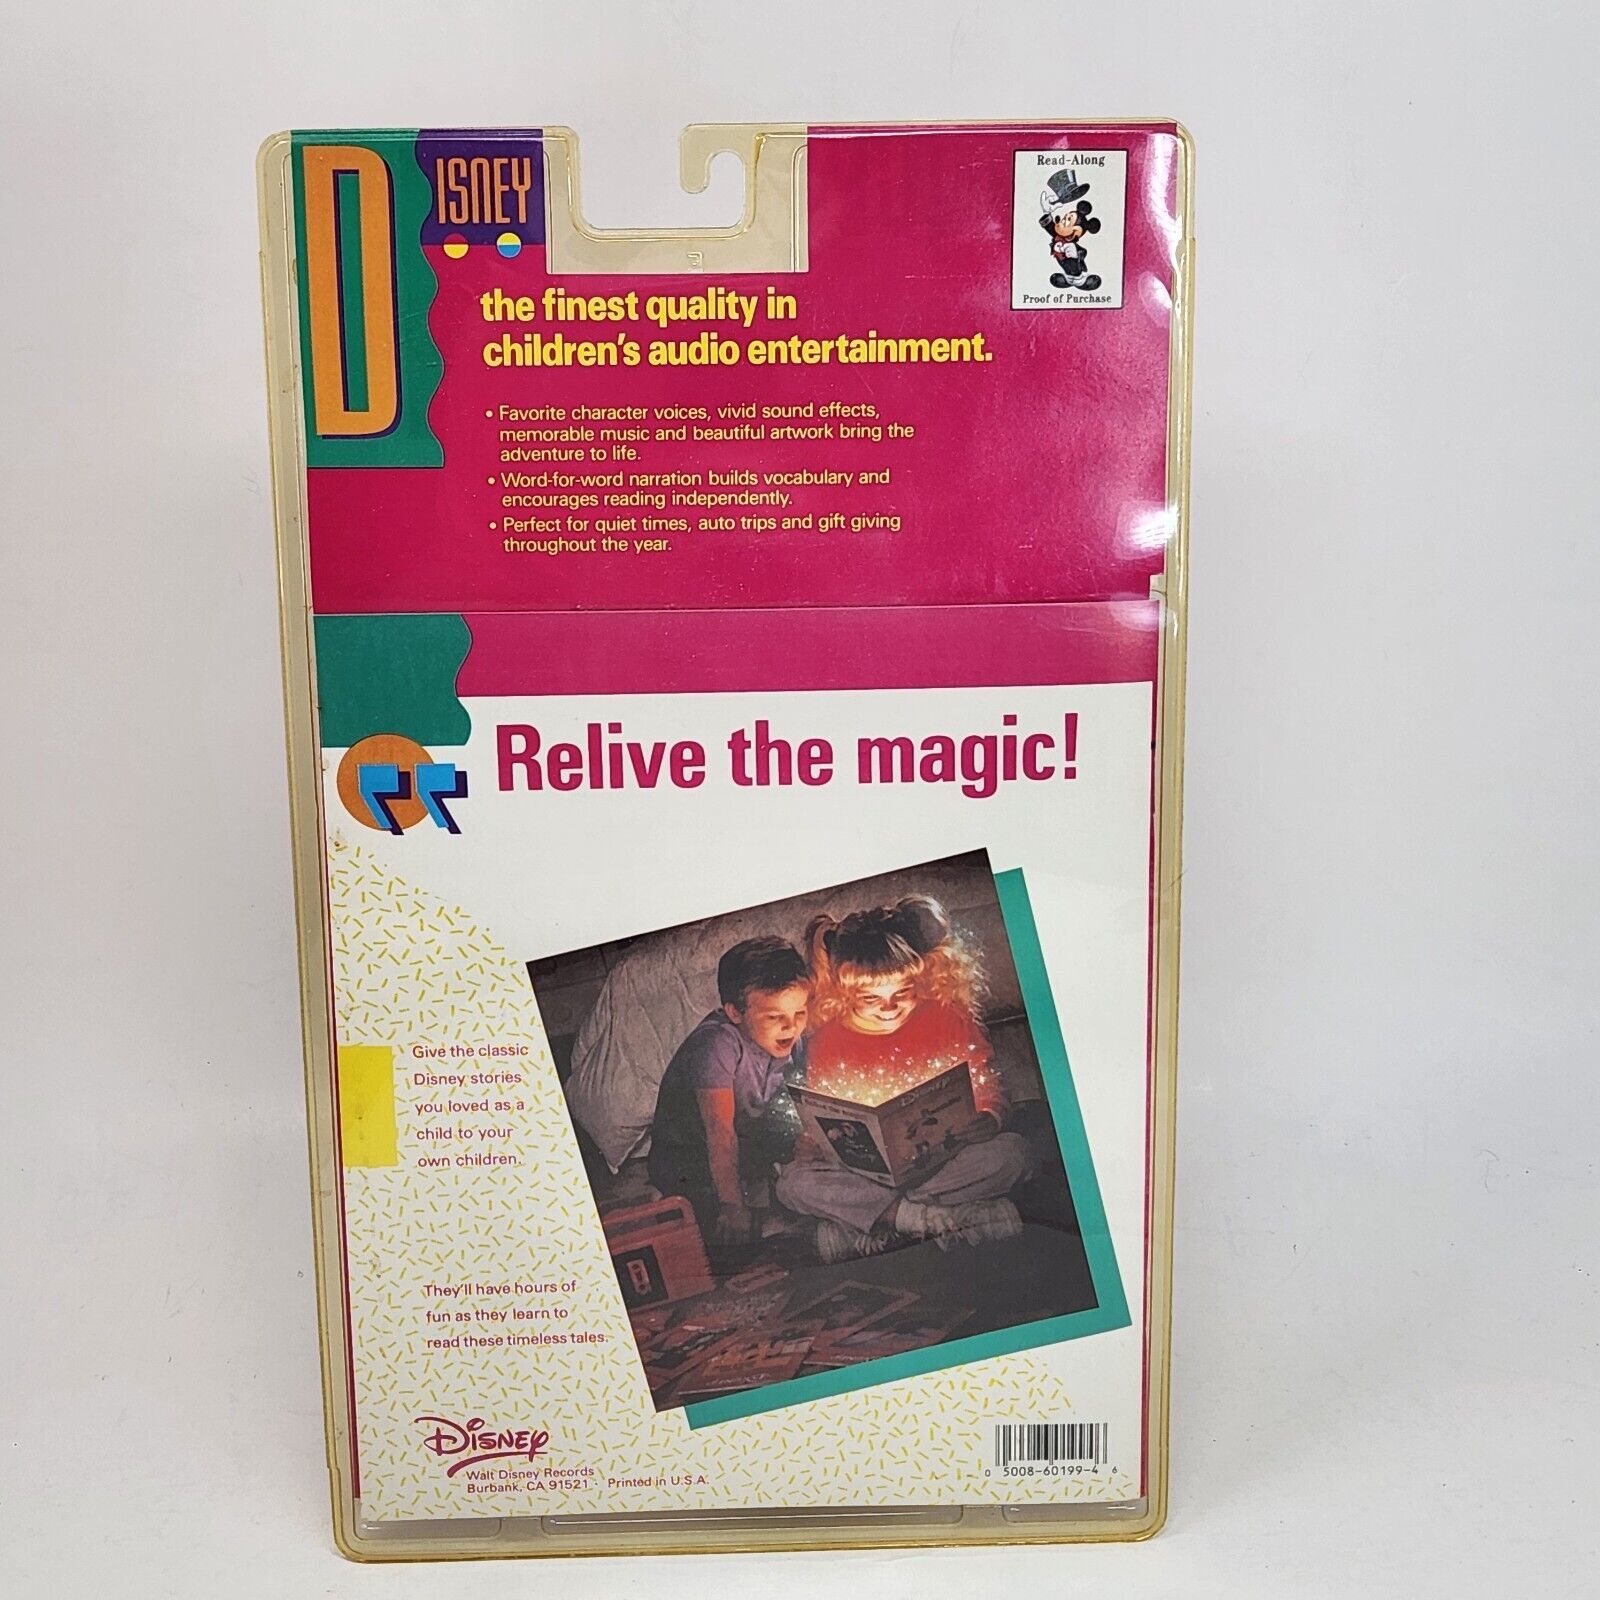 DISNEY
Read-Along
Proof of Purchase
the finest quality in
children's audio entertainment.
• Favorite character voices, vivid sound effects,
memorable music and beautiful artwork bring the
adventure to life.
• Word-for-word narration builds vocabulary and
encourages reading independently.
• Perfect for quiet times, auto trips and gift giving
throughout the year.
Relive the magic!
Give the classic
Disney stories
you loved as a
child to your
own children.
They'll have hours of
fun as they learn to
read these timeless tales.
Disney
Walt Disney Records
Burbank, CA 91521 · Printed in U.S.A.
0 5008-60199-4 6